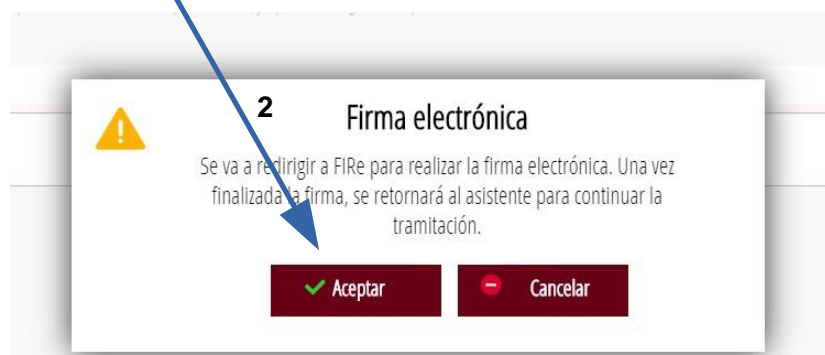 2
Firma electrónica
Se va a redirigir a FIRe para realizar la firma electrónica. Una vez
finalizada la firma, se retornará al asistente para continuar la
tramitación.
Aceptar
Cancelar